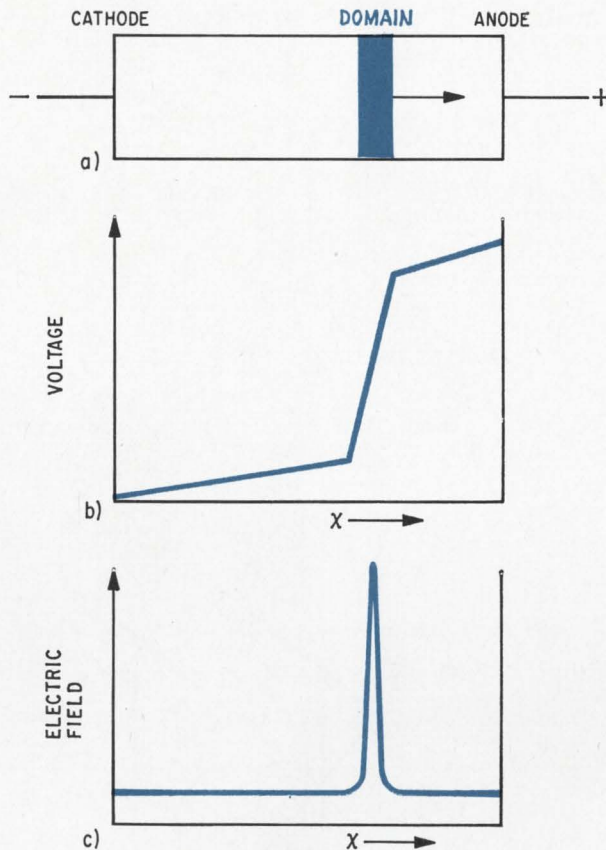 CATHODE DOMAIN ANODE
− +
a)
VOLTAGE
b)
χ
ELECTRIC
FIELD
c)
χ